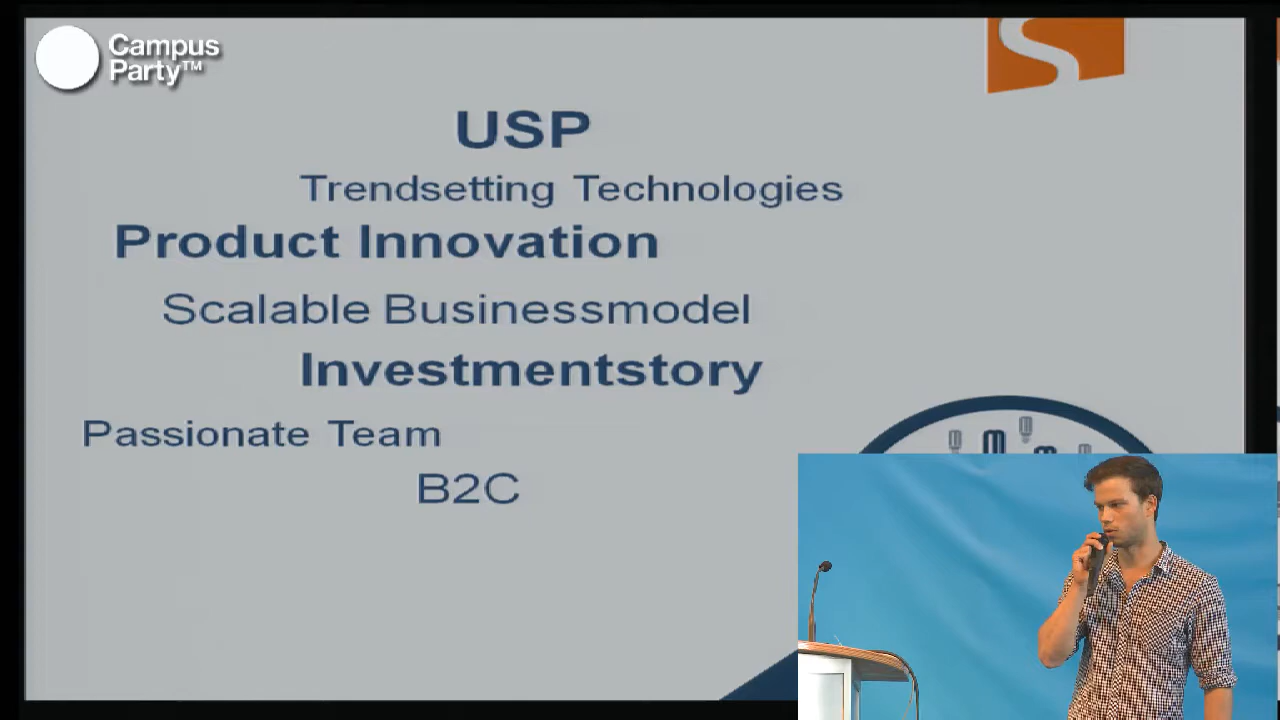 Campus
Party™
USP
Trendsetting Technologies
Product Innovation
Scalable Businessmodel
Investmentstory
Passionate Team
B2C